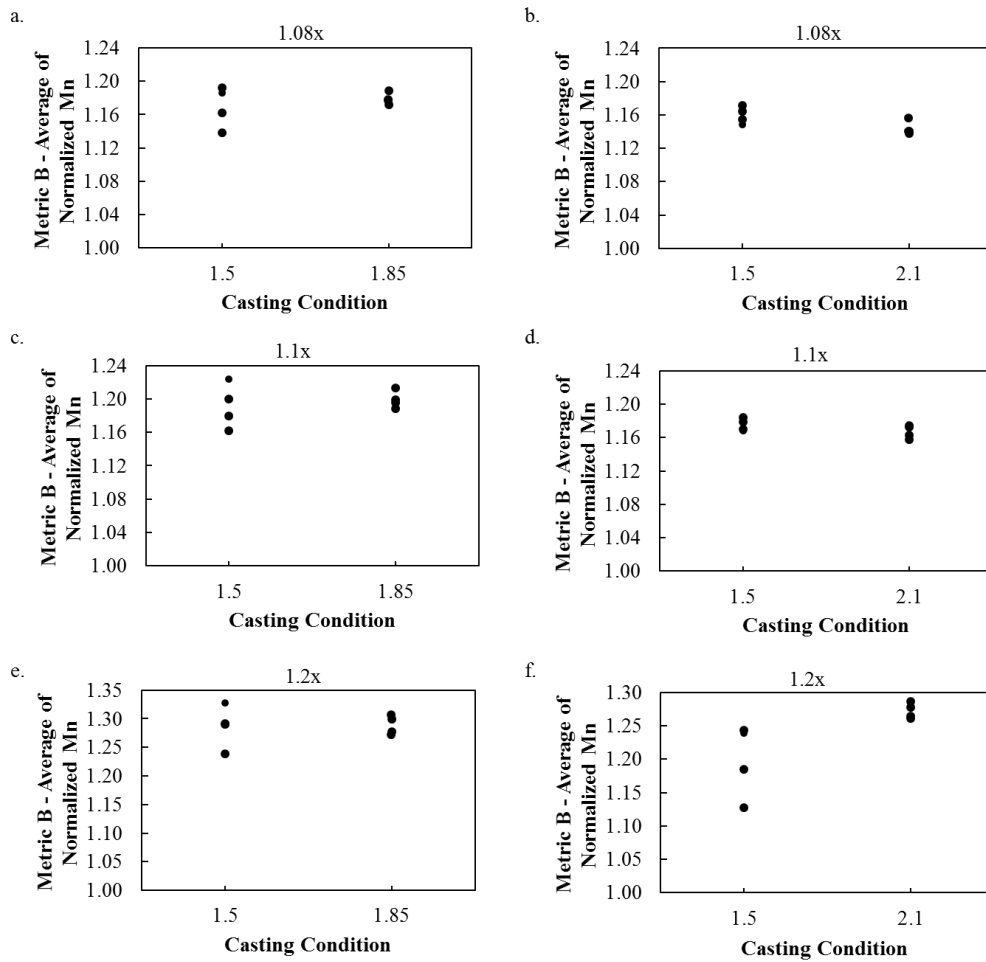 a.
1.08x
Metric B - Average of
Normalized Mn
1.24
1.20
1.16
1.12
1.08
1.04
1.00
1.5
1.85
Casting Condition
b.
1.08x
Metric B - Average of
Normalized Mn
1.24
1.20
1.16
1.12
1.08
1.04
1.00
1.5
2.1
Casting Condition
c.
1.1x
Metric B - Average of
Normalized Mn
1.24
1.20
1.16
1.12
1.08
1.04
1.00
1.5
1.85
Casting Condition
d.
1.1x
Metric B - Average of
Normalized Mn
1.24
1.20
1.16
1.12
1.08
1.04
1.00
1.5
2.1
Casting Condition
e.
1.2x
Metric B - Average of
Normalized Mn
1.35
1.30
1.25
1.20
1.15
1.10
1.05
1.00
1.5
1.85
Casting Condition
f.
1.2x
Metric B - Average of
Normalized Mn
1.30
1.25
1.20
1.15
1.10
1.05
1.00
1.5
2.1
Casting Condition